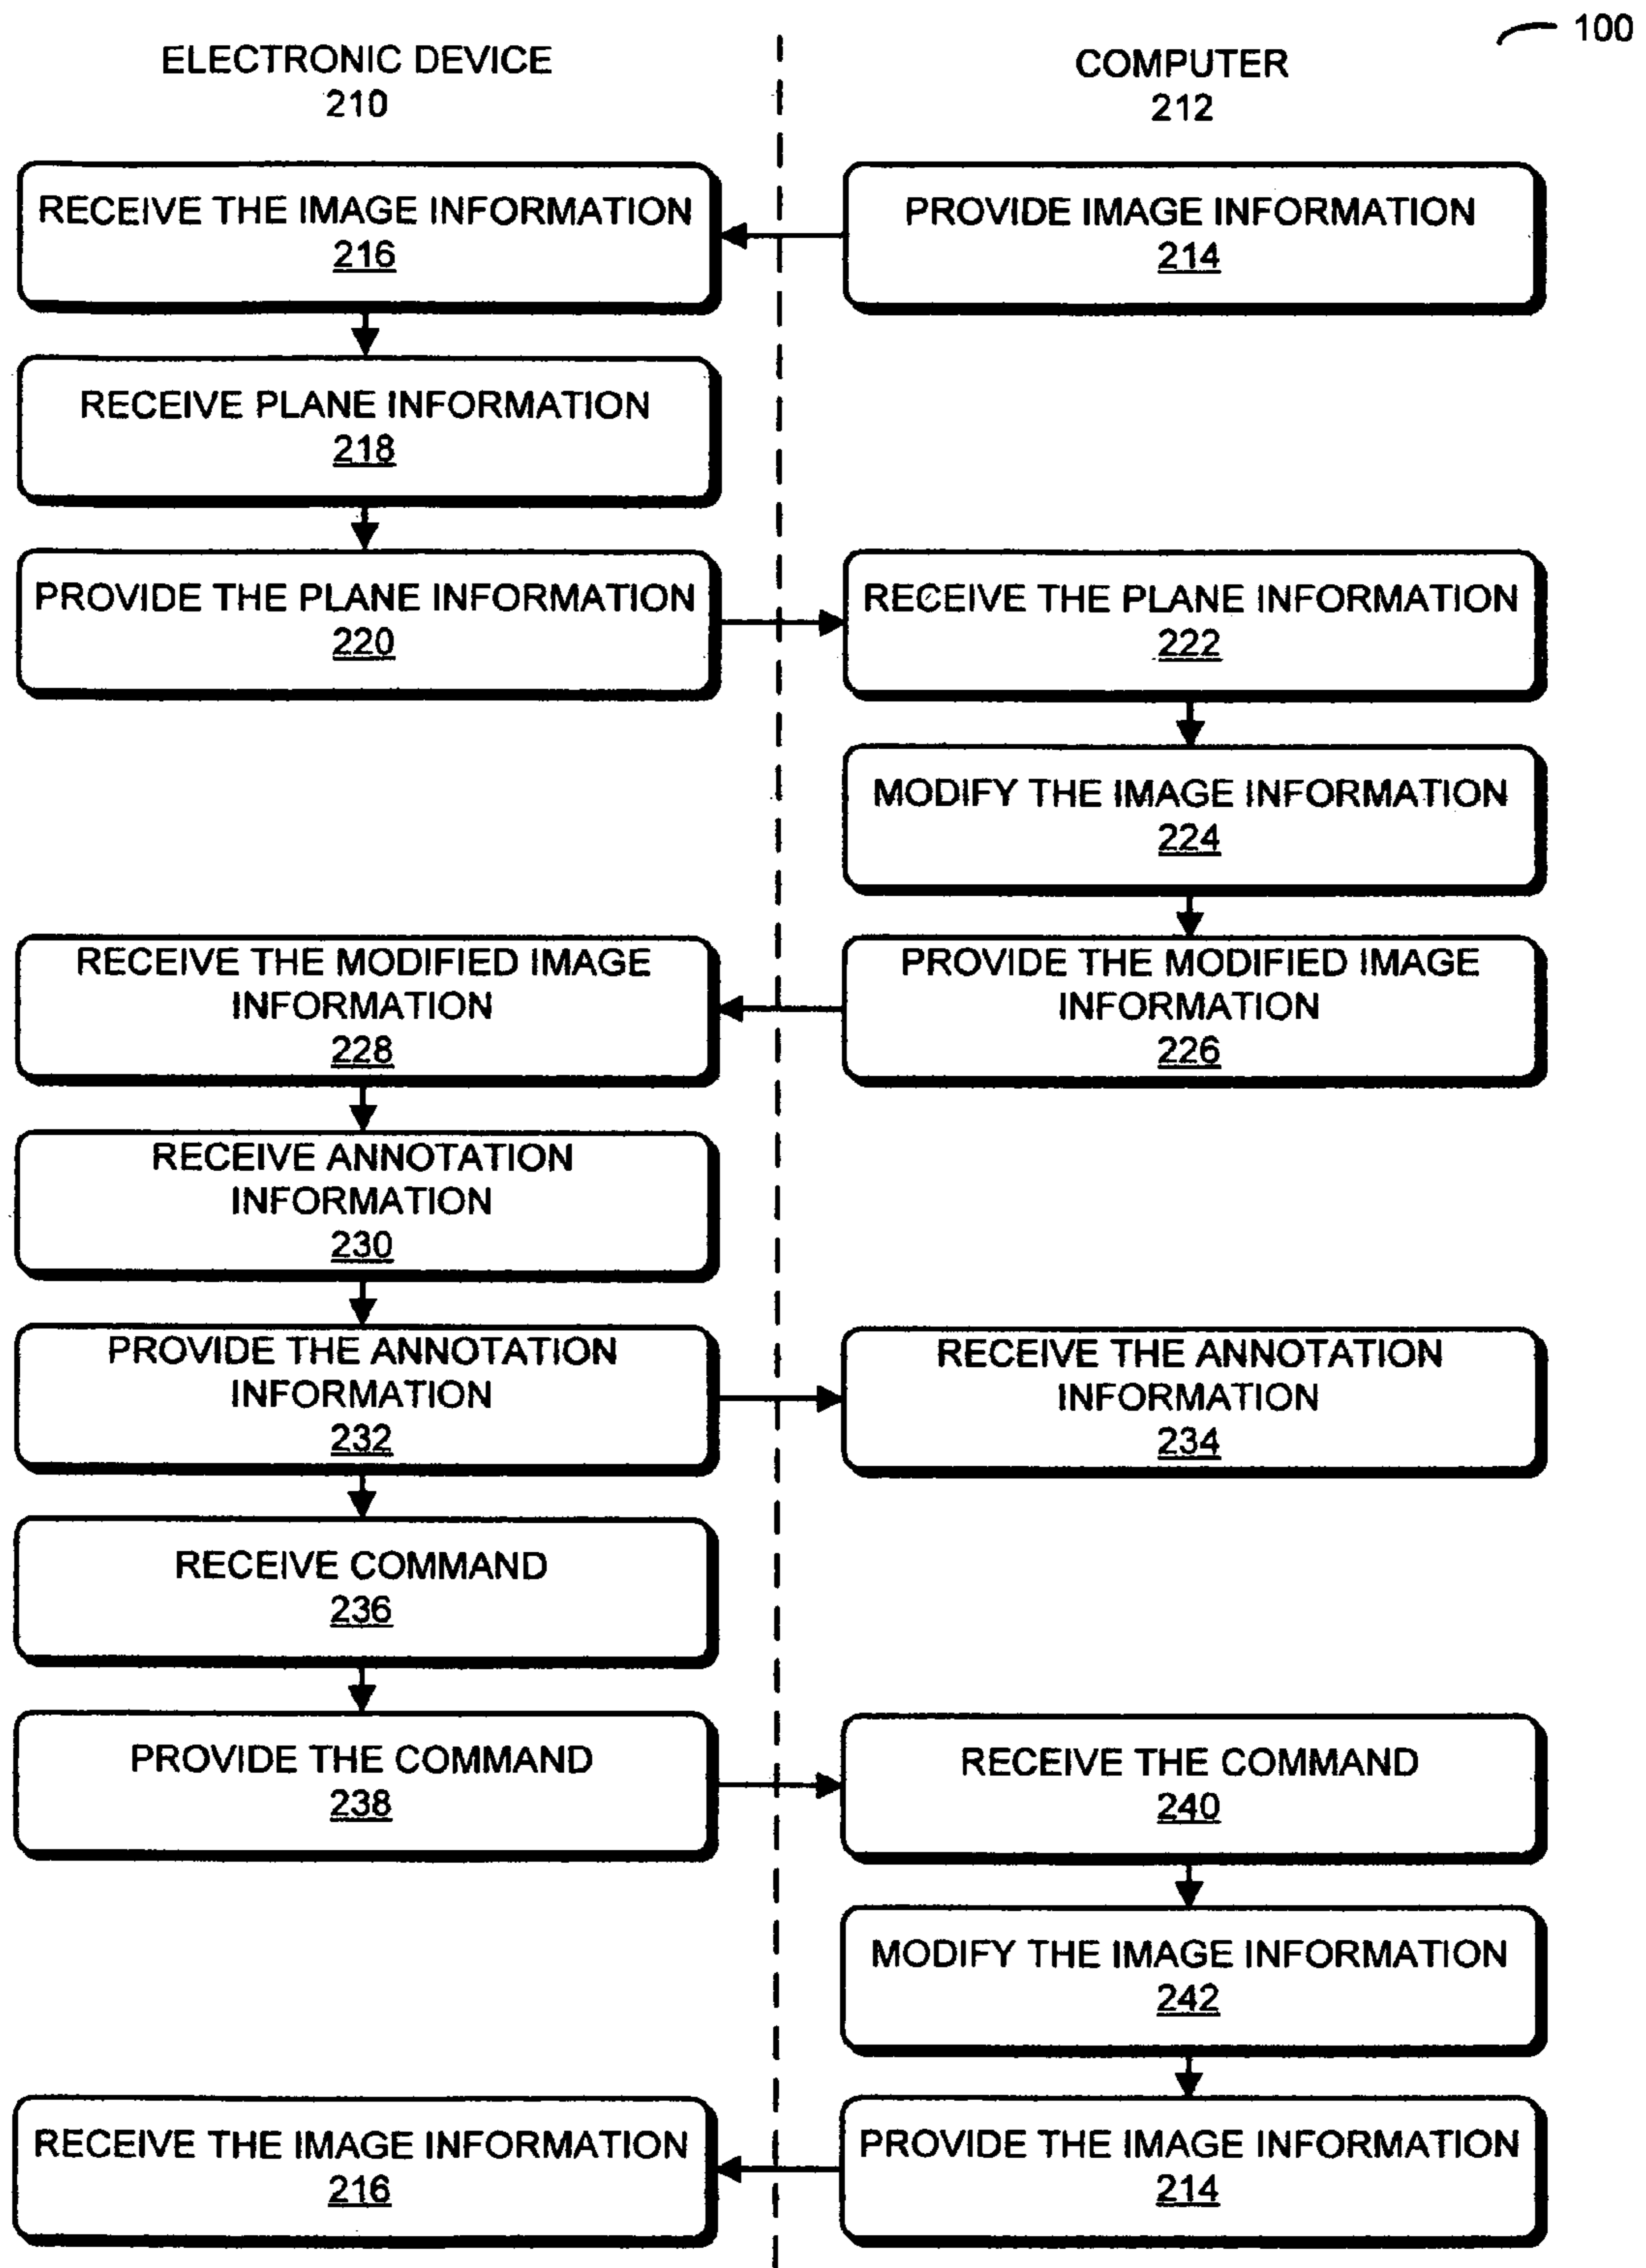 100
ELECTRONIC DEVICE
210
COMPUTER
212
RECEIVE THE IMAGE INFORMATION
216
PROVIDE IMAGE INFORMATION
214
RECEIVE PLANE INFORMATION
218
PROVIDE THE PLANE INFORMATION
220
RECEIVE THE PLANE INFORMATION
222
MODIFY THE IMAGE INFORMATION
224
RECEIVE THE MODIFIED IMAGE
INFORMATION
228
PROVIDE THE MODIFIED IMAGE
INFORMATION
226
RECEIVE ANNOTATION
INFORMATION
230
PROVIDE THE ANNOTATION
INFORMATION
232
RECEIVE THE ANNOTATION
INFORMATION
234
RECEIVE COMMAND
236
PROVIDE THE COMMAND
238
RECEIVE THE COMMAND
240
MODIFY THE IMAGE INFORMATION
242
RECEIVE THE IMAGE INFORMATION
216
PROVIDE THE IMAGE INFORMATION
214